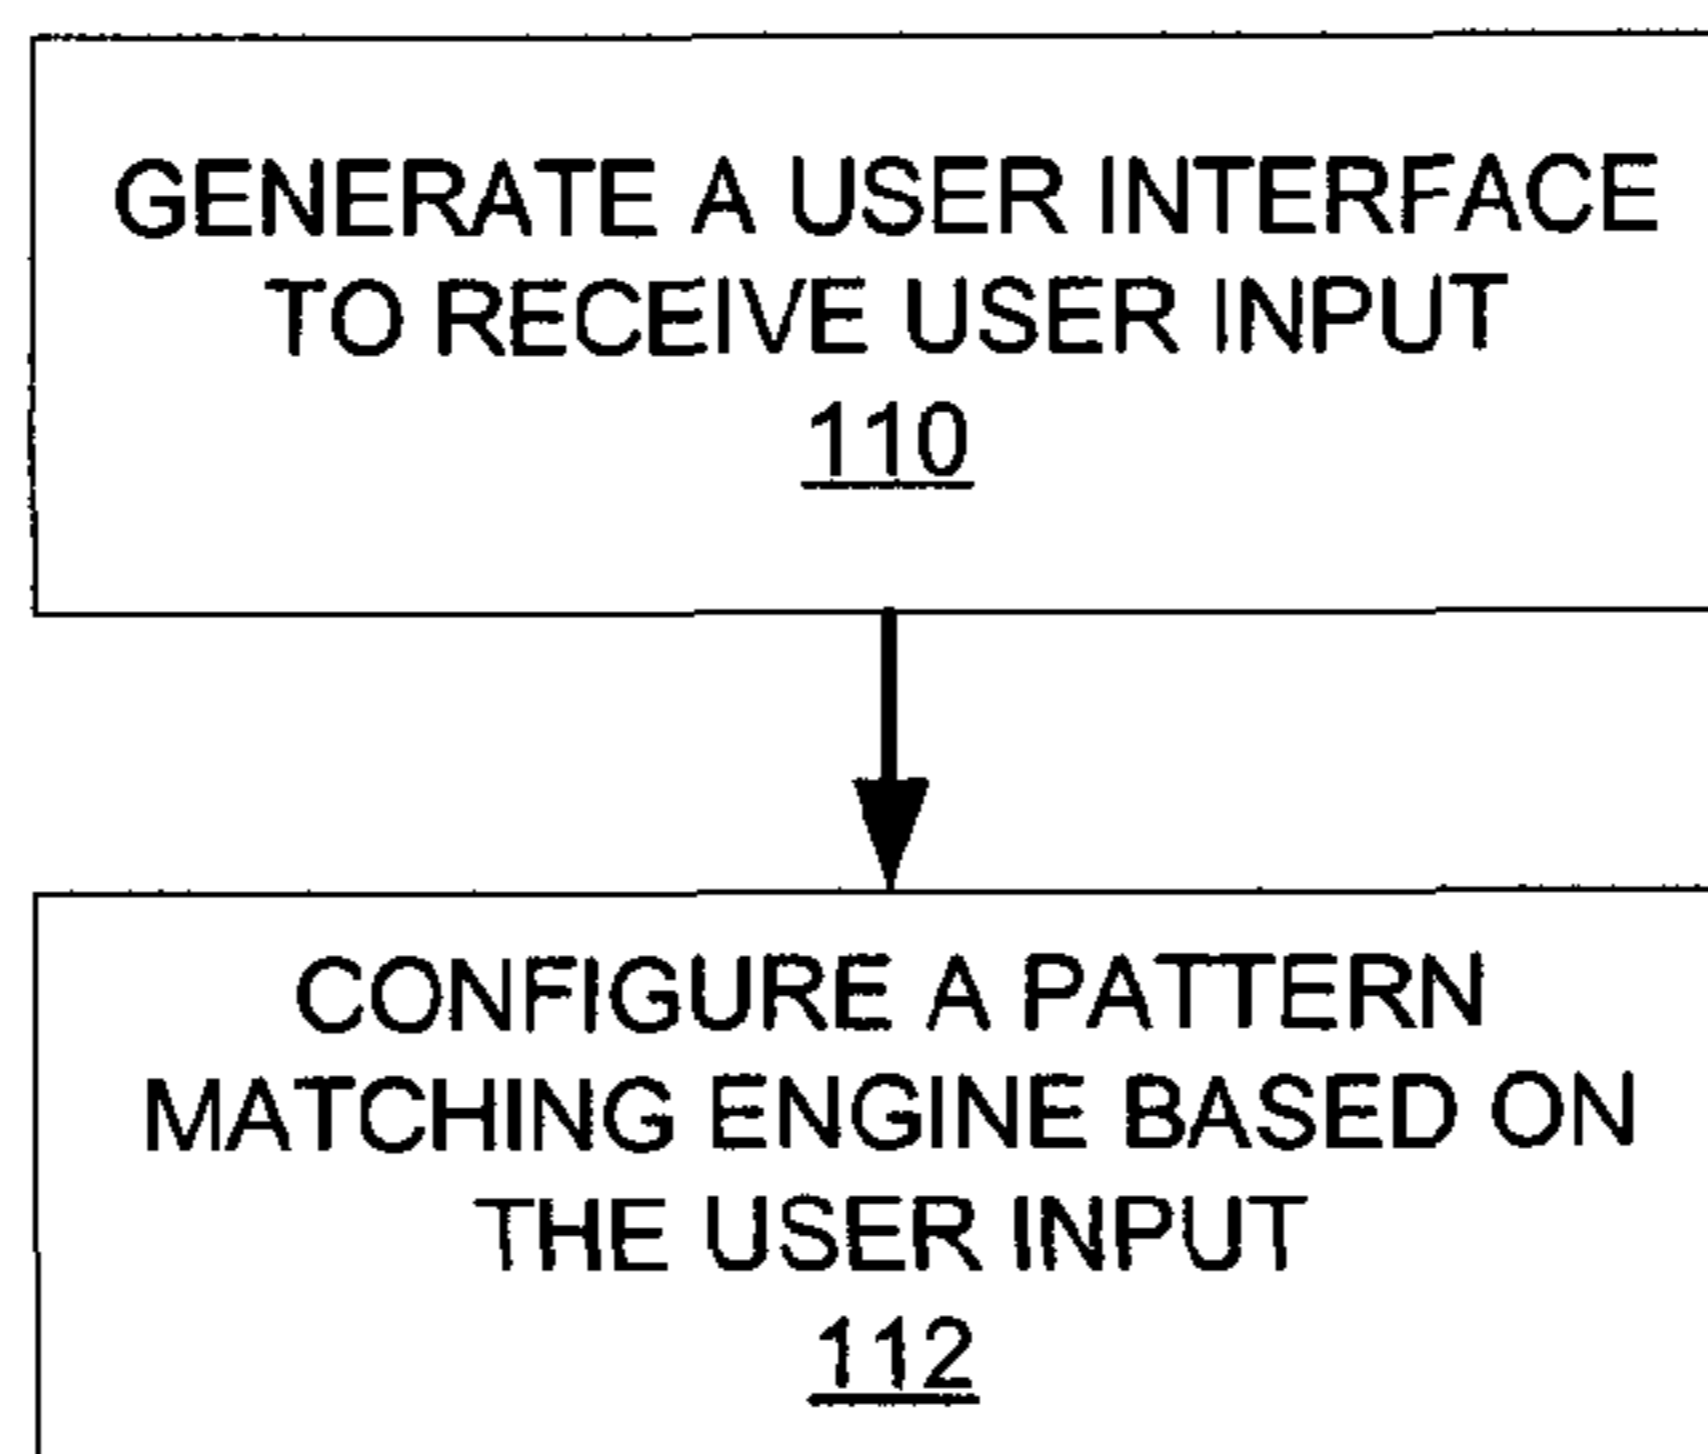 GENERATE A USER INTERFACE
TO RECEIVE USER INPUT
110
CONFIGURE A PATTERN
MATCHING ENGINE BASED ON
THE USER INPUT
112